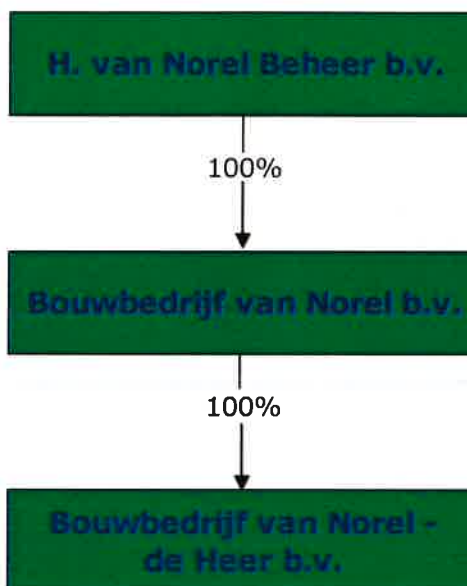 H. van Norel Beheer b.v.
100%
Bouwbedrijf van Norel b.v.
100%
Bouwbedrijf van Norel -
de Heer b.v.